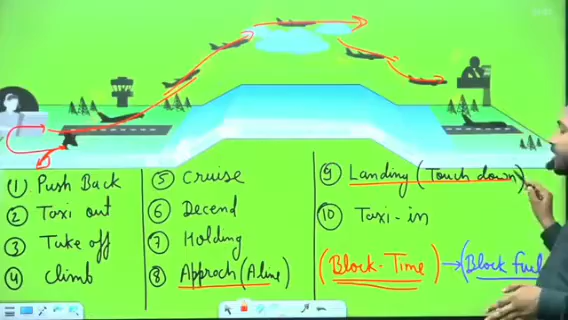 ① Push Back
② Taxi out
③ Take off
④ climb
⑤ Cruise
⑥ Decend
⑦ Holding
⑧ Approch (Aline)
⑨ Landing (Touch down)
⑩ Taxi-in
(Block-Time) → (Block fuel